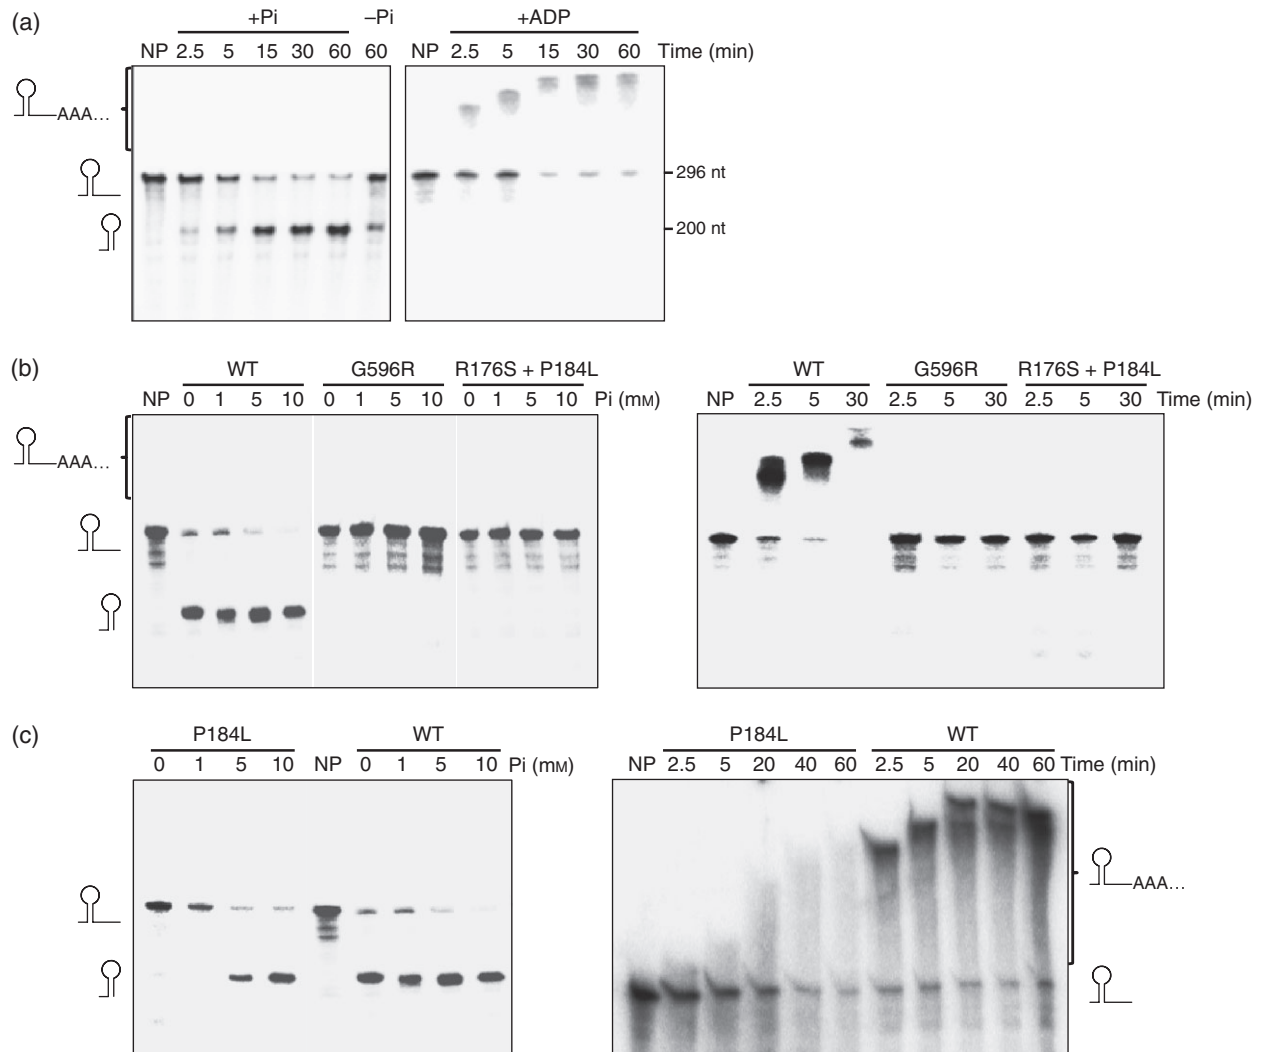 (a)
+Pi –Pi +ADP
NP 2.5 5 15 30 60 60 NP 2.5 5 15 30 60 Time (min)
AAA...
296 nt
200 nt
(b)
WT G596R R176S + P184L WT G596R R176S + P184L
NP 0 1 5 10 0 1 5 10 0 1 5 10 Pi (mM) NP 2.5 5 30 2.5 5 30 2.5 5 30 Time (min)
AAA...
(c)
P184L WT P184L WT
0 1 5 10 NP 0 1 5 10 Pi (mM) NP 2.5 5 20 40 60 2.5 5 20 40 60 Time (min)
AAA...